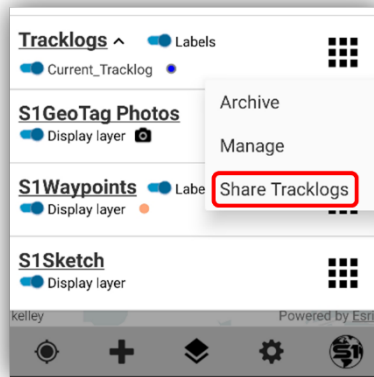 Tracklogs Labels
Current_Tracklog
Archive
S1GeoTag Photos
Display layer
Manage
S1Waypoints Labe
Share Tracklogs
Display layer
S1Sketch
Display layer
kelley Powered by Esri
S1